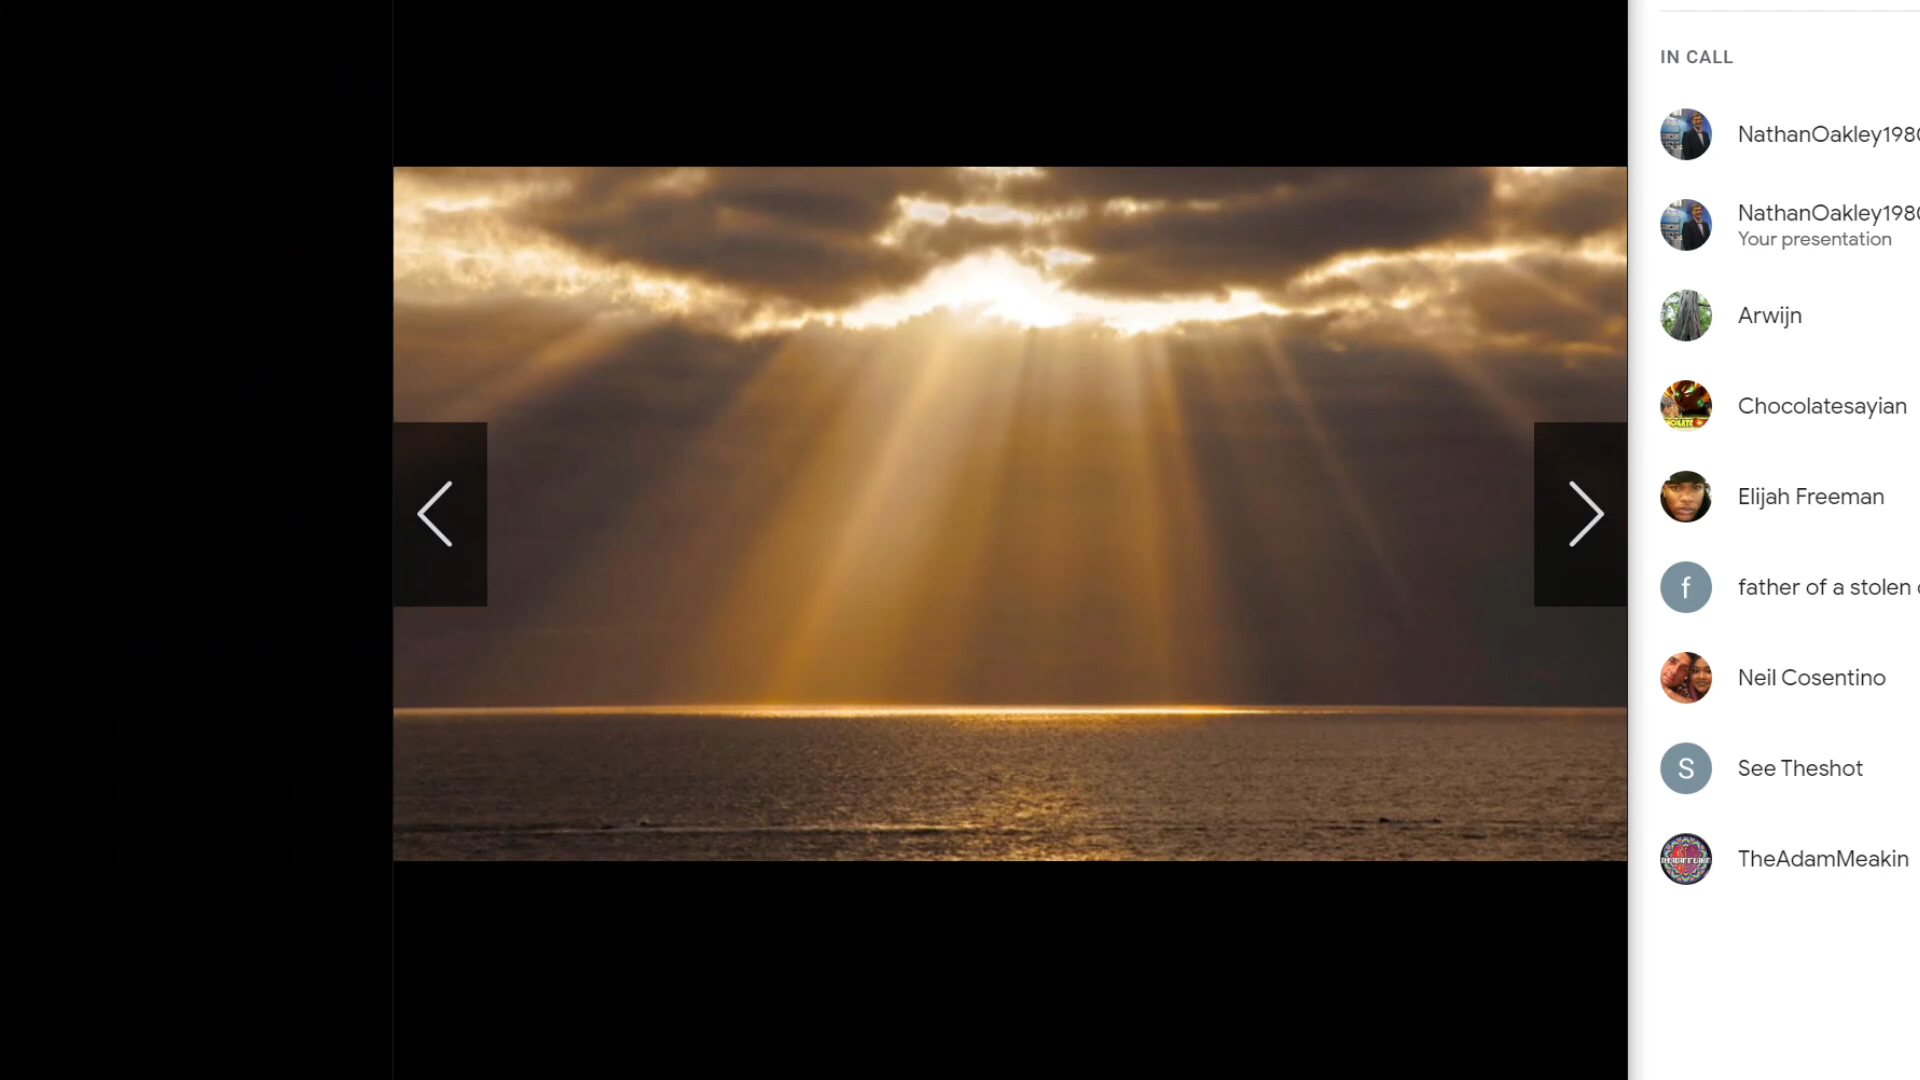 IN CALL
NathanOakley198
NathanOakley198
Your presentation
Arwijn
Chocolatesayian
Elijah Freeman
f
father of a stolen
Neil Cosentino
S
See Theshot
TheAdamMeakin